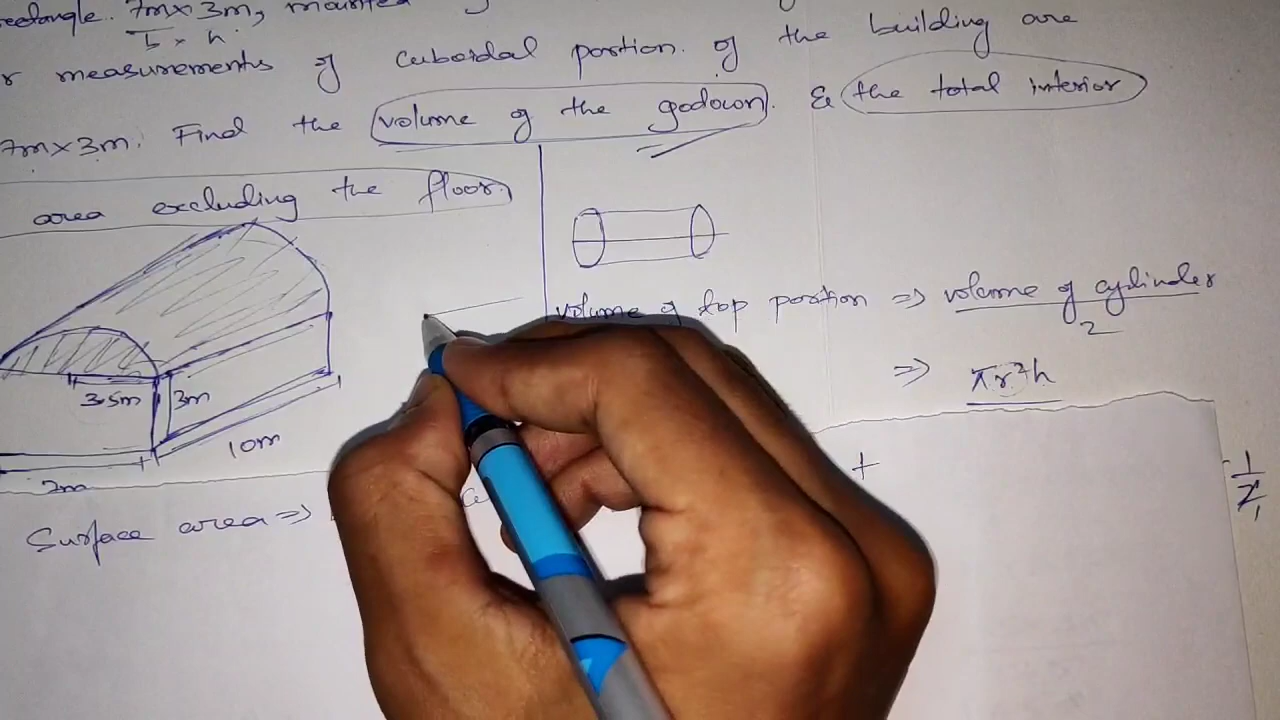 rectangle. 7m×3m, mounted
b × h
r measurements of cuboidal portion of the building are
7m×3m. Find the volume of the godown. & the total interior
area excluding the floor.
volume of top portion ⇒ volume of cylinder
2
⇒ πr²h
3.5m
3m
10m
7m
+
1
2
Surface area ⇒